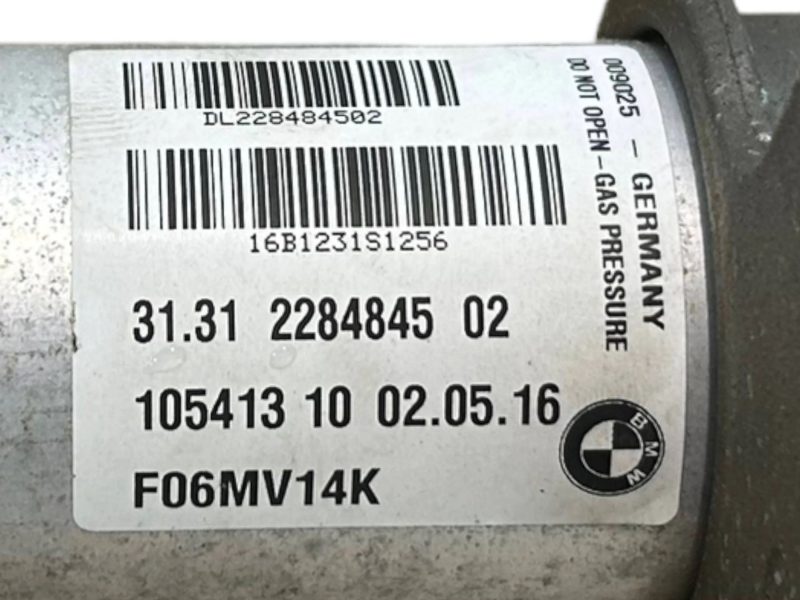 DL228484502
16B1231S1256
31.31 2284845 02
105413 10 02.05.16
F06MV14K
009025 - GERMANY
DO NOT OPEN - GAS PRESSURE
BMW